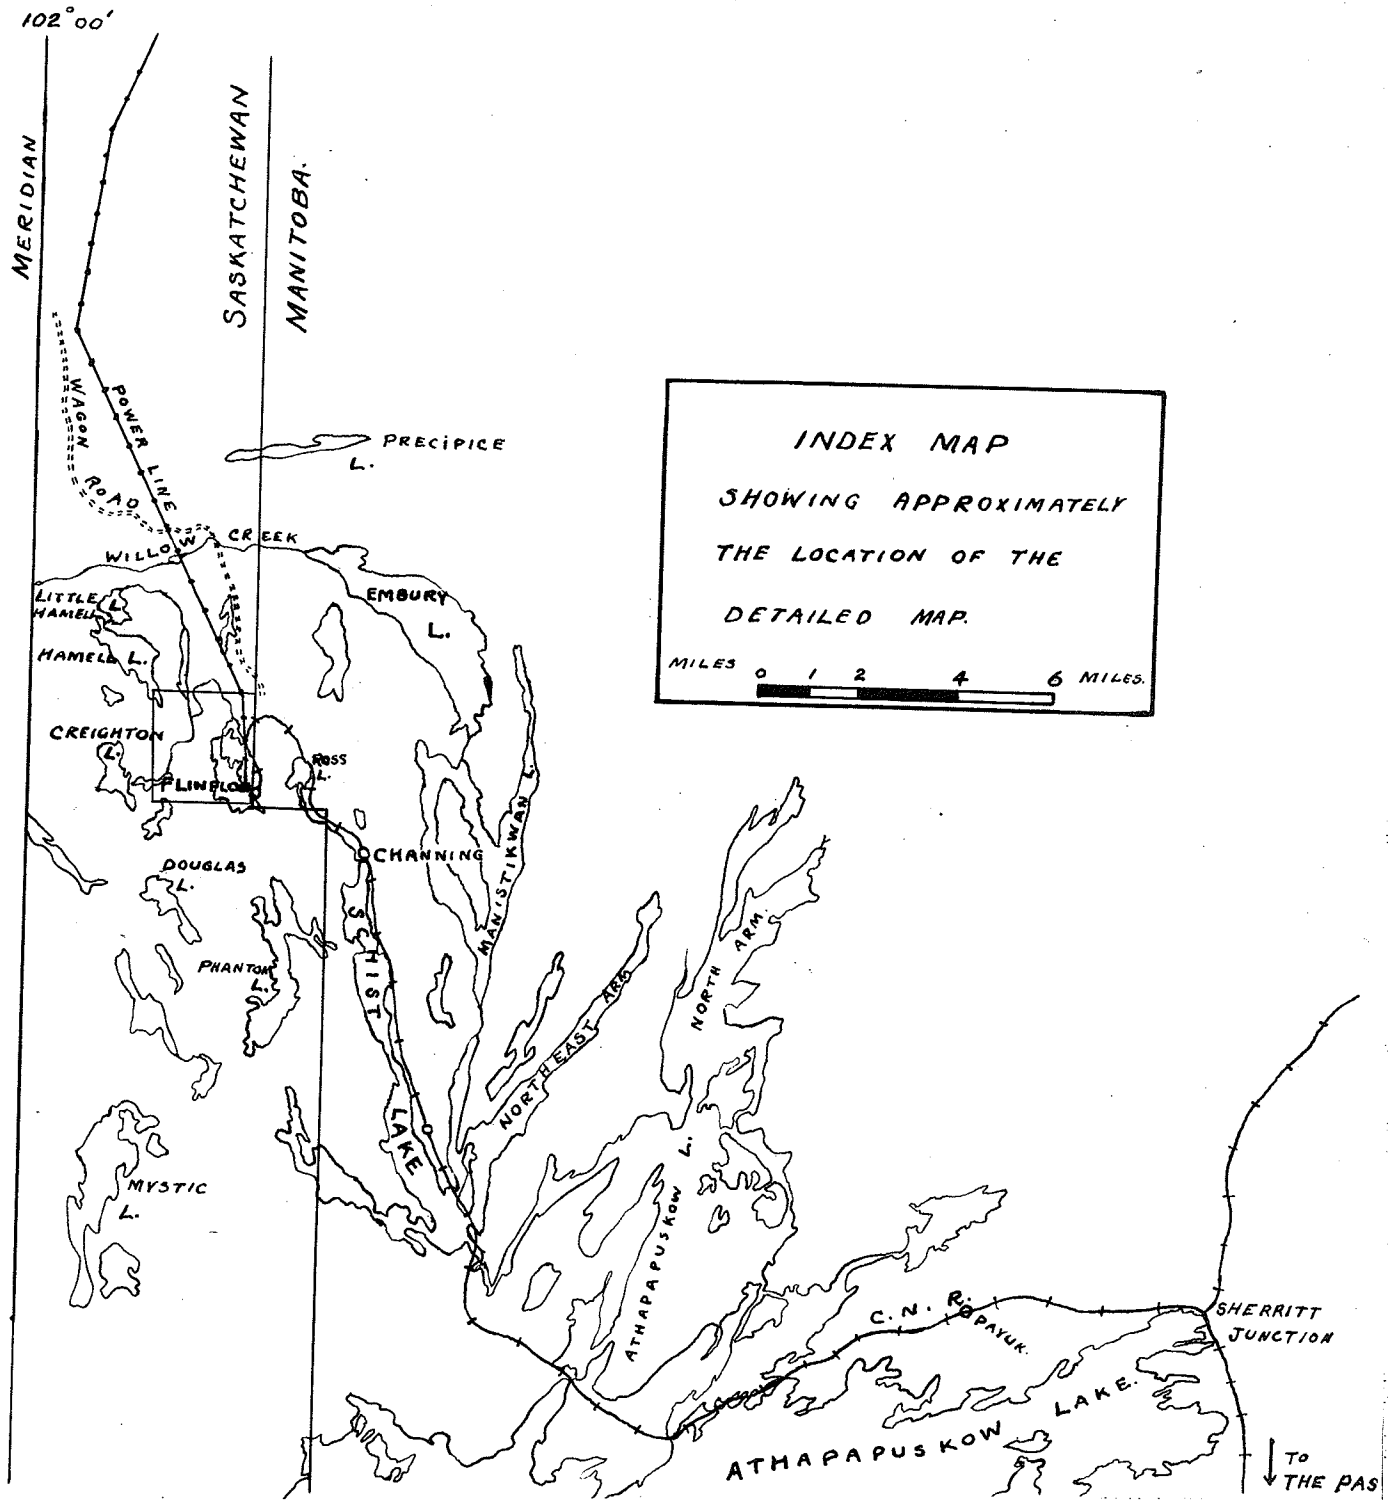 102°00'
MERIDIAN
SASKATCHEWAN
MANITOBA.
WAGON ROAD
POWER LINE
PRECIPICE
L.
INDEX MAP
SHOWING APPROXIMATELY
THE LOCATION OF THE
DETAILED MAP.
MILES 0 1 2 4 6 MILES.
WILLOW CREEK
LITTLE
HAMELL
L.
EMBURY
L.
HAMELL L.
CREIGHTON
L.
ROSS
L.
FLINFLON
CHANNING
MANISTIKWAN L.
DOUGLAS
L.
SCHIST LAKE
PHANTOM
L.
NORTH ARM.
NORTHEAST ARM
MYSTIC
L.
ATHAPAPUSKOW L.
C. N. R.
PAYUK.
SHERRITT
JUNCTION
ATHAPAPUSKOW LAKE.
TO
THE PAS